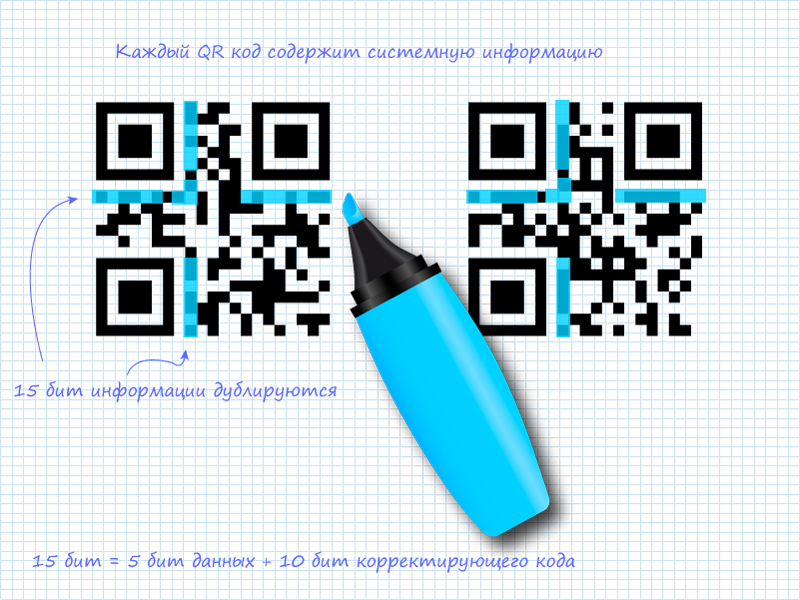 Каждый QR код содержит системную информацию
15 бит информации дублируются
15 бит = 5 бит данных + 10 бит корректирующего кода